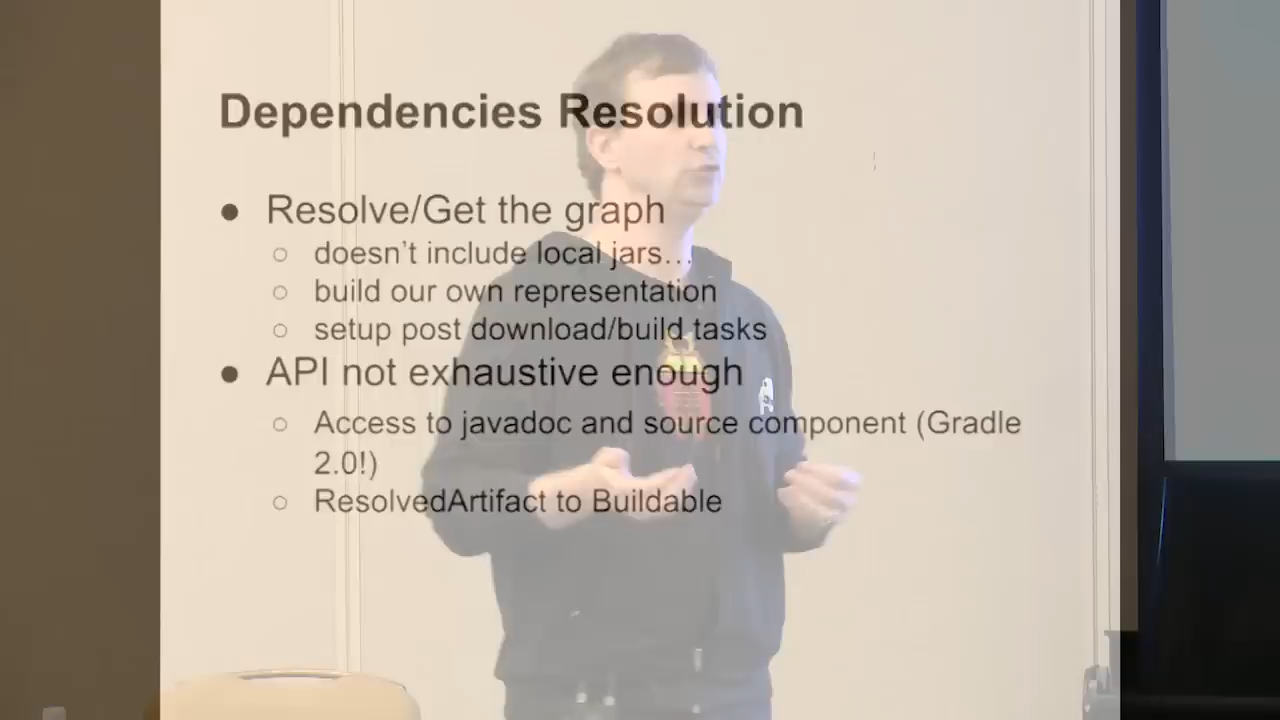 Dependencies Resolution
● Resolve/Get the graph
○ doesn't include local jars…
○ build our own representation
○ setup post download/build tasks
● API not exhaustive enough
○ Access to javadoc and source component (Gradle
2.0!)
○ ResolvedArtifact to Buildable